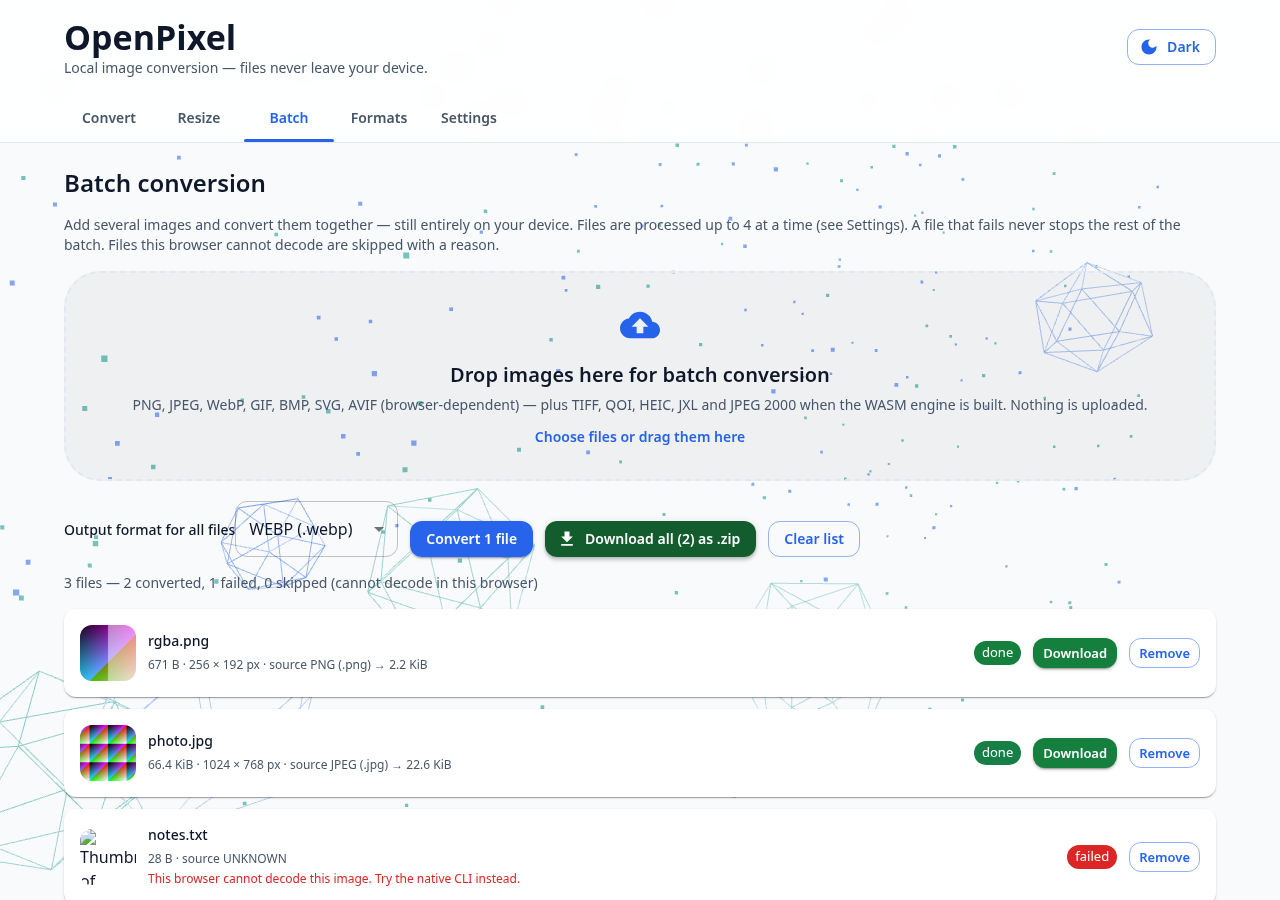 OpenPixel
Local image conversion — files never leave your device.
Dark
Convert
Resize
Batch
Formats
Settings
Batch conversion
Add several images and convert them together — still entirely on your device. Files are processed up to 4 at a time (see Settings). A file that fails never stops the rest of the
batch. Files this browser cannot decode are skipped with a reason.
Drop images here for batch conversion
PNG, JPEG, WebP, GIF, BMP, SVG, AVIF (browser-dependent) — plus TIFF, QOI, HEIC, JXL and JPEG 2000 when the WASM engine is built. Nothing is uploaded.
Choose files or drag them here
Output format for all files
WEBP (.webp)
Convert 1 file
Download all (2) as .zip
Clear list
3 files — 2 converted, 1 failed, 0 skipped (cannot decode in this browser)
rgba.png
671 B · 256 × 192 px · source PNG (.png) → 2.2 KiB
done
Download
Remove
photo.jpg
66.4 KiB · 1024 × 768 px · source JPEG (.jpg) → 22.6 KiB
done
Download
Remove
Thumb
of
notes.txt
28 B · source UNKNOWN
This browser cannot decode this image. Try the native CLI instead.
failed
Remove